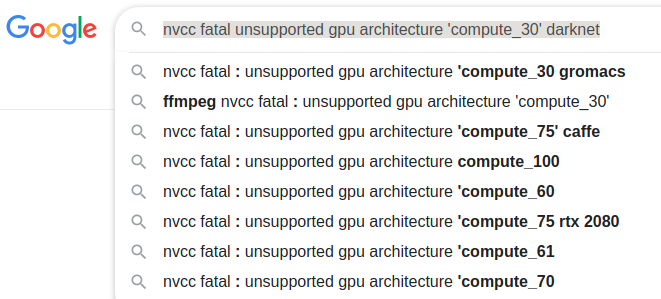 Google
nvcc fatal unsupported gpu architecture 'compute_30' darknet
nvcc fatal : unsupported gpu architecture 'compute_30 gromacs
ffmpeg nvcc fatal : unsupported gpu architecture 'compute_30'
nvcc fatal : unsupported gpu architecture 'compute_75' caffe
nvcc fatal : unsupported gpu architecture compute_100
nvcc fatal : unsupported gpu architecture 'compute_60
nvcc fatal : unsupported gpu architecture 'compute_75 rtx 2080
nvcc fatal : unsupported gpu architecture 'compute_61
nvcc fatal : unsupported gpu architecture 'compute_70